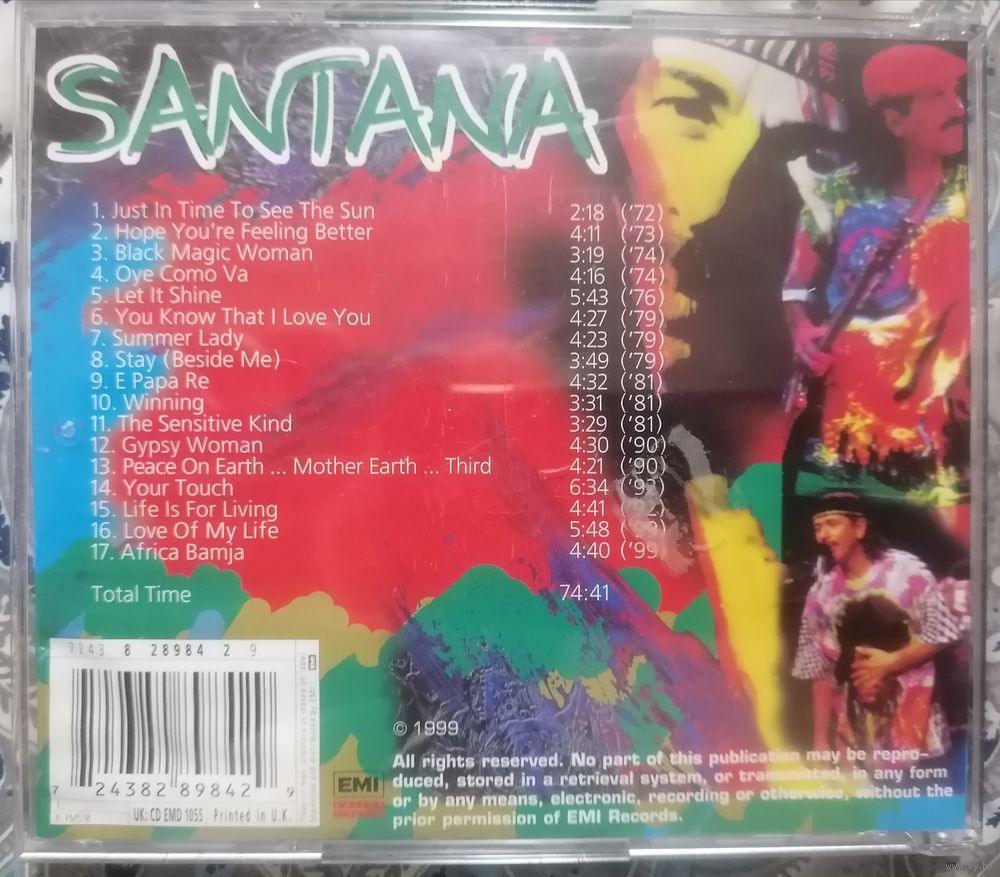 SANTANA
1. Just In Time To See The Sun 2:18 ('72)
2. Hope You're Feeling Better 4:11 ('73)
3. Black Magic Woman 3:19 ('74)
4. Oye Como Va 4:16 ('74)
5. Let It Shine 5:43 ('76)
6. You Know That I Love You 4:27 ('79)
7. Summer Lady 4:23 ('79)
8. Stay (Beside Me) 3:49 ('79)
9. E Papa Re 4:32 ('81)
10. Winning 3:31 ('81)
11. The Sensitive Kind 3:29 ('81)
12. Gypsy Woman 4:30 ('90)
13. Peace On Earth ... Mother Earth ... Third 4:21 ('90)
14. Your Touch 6:34
15. Life Is For Living 4:41
16. Love Of My Life 5:48
17. Africa Bamja 4:40 ('99)
Total Time 74:41
7243 8 28984 2 9
7 24382 89842 9
UK: CD EMD 1055 Printed in U.K.
EMI
© 1999
All rights reserved. No part of this publication may be repro-
duced, stored in a retrieval system, or transmitted, in any form
or by any means, electronic, recording or otherwise, without the
prior permission of EMI Records.